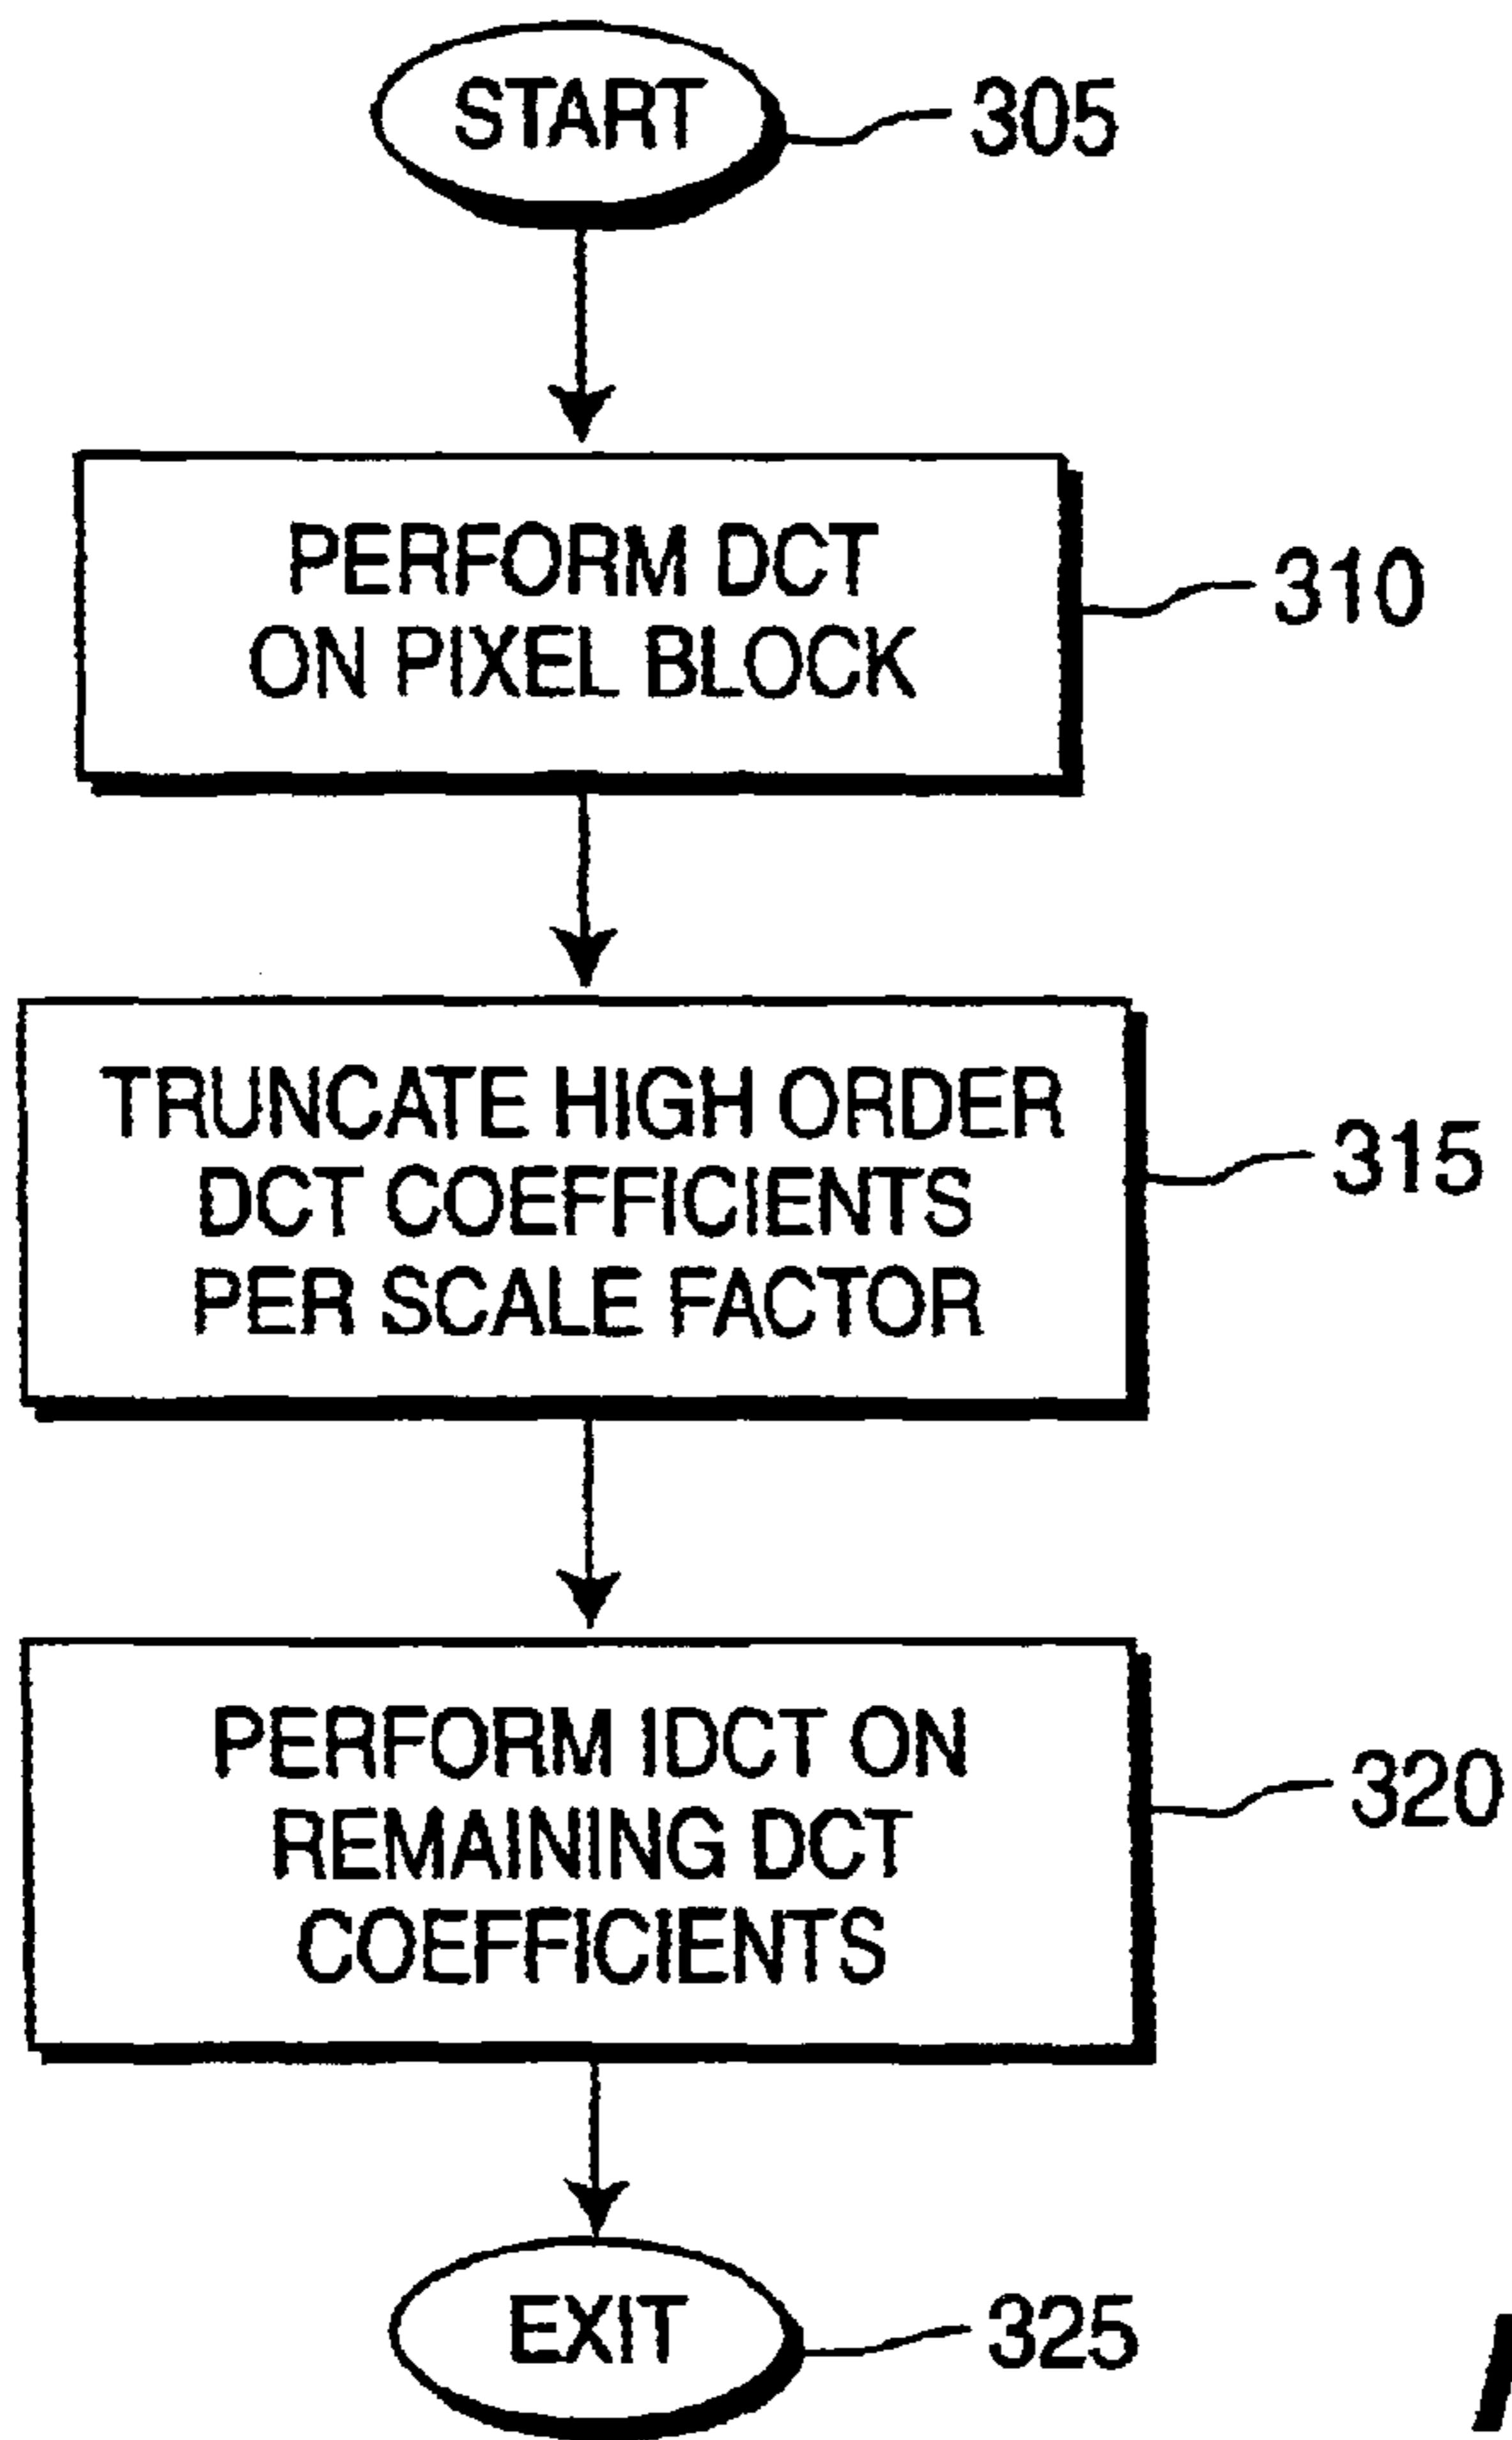 START
305
PERFORM DCT
ON PIXEL BLOCK
310
TRUNCATE HIGH ORDER
DCT COEFFICIENTS
PER SCALE FACTOR
315
PERFORM IDCT ON
REMAINING DCT
COEFFICIENTS
320
EXIT
325